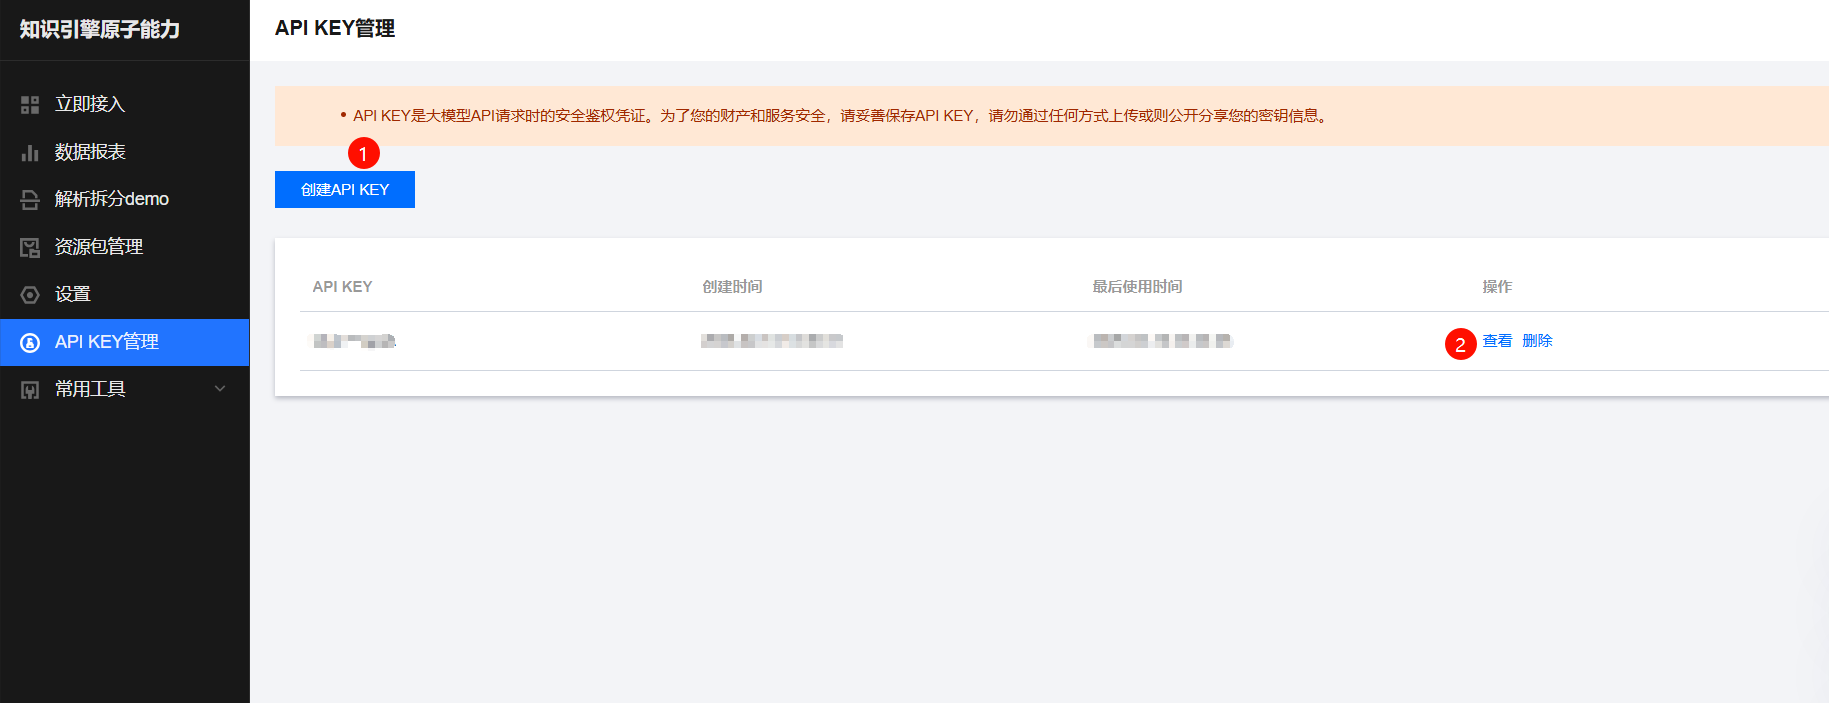 知识引擎原子能力
API KEY管理
立即接入
数据报表
解析拆分demo
资源包管理
设置
API KEY管理
常用工具
• API KEY是大模型API请求时的安全鉴权凭证。为了您的财产和服务安全，请妥善保存API KEY，请勿通过任何方式上传或则公开分享您的密钥信息。
1
创建API KEY
API KEY 创建时间 最后使用时间 操作
2 查看 删除